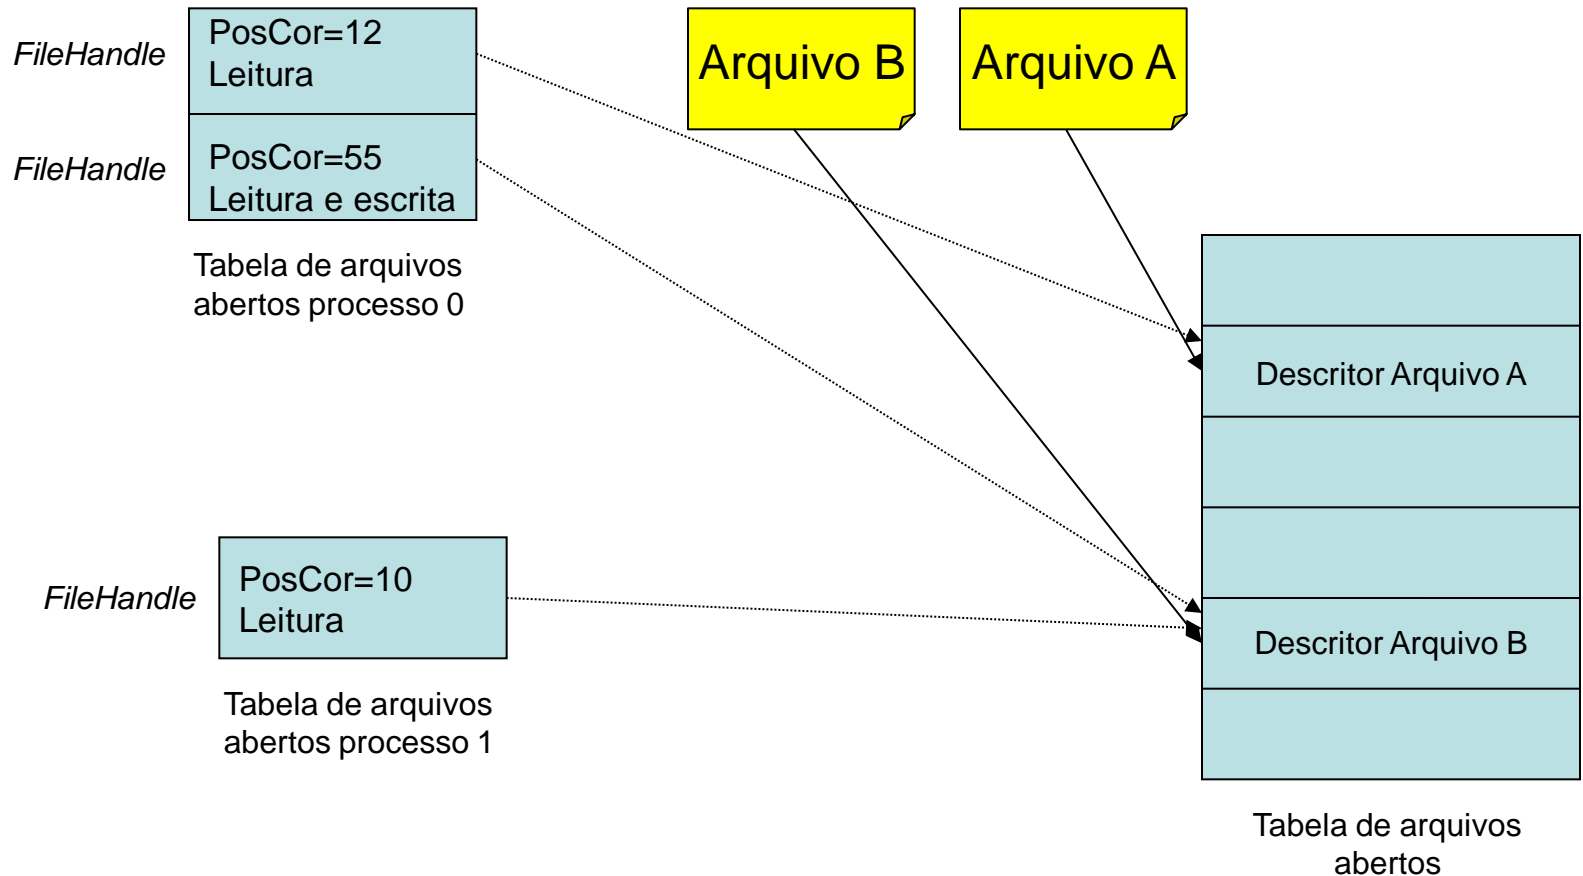 FileHandle
PosCor=12
Leitura
FileHandle
PosCor=55
Leitura e escrita
Tabela de arquivos
abertos processo 0
Arquivo B
Arquivo A
Descritor Arquivo A
Descritor Arquivo B
Tabela de arquivos
abertos
FileHandle
PosCor=10
Leitura
Tabela de arquivos
abertos processo 1